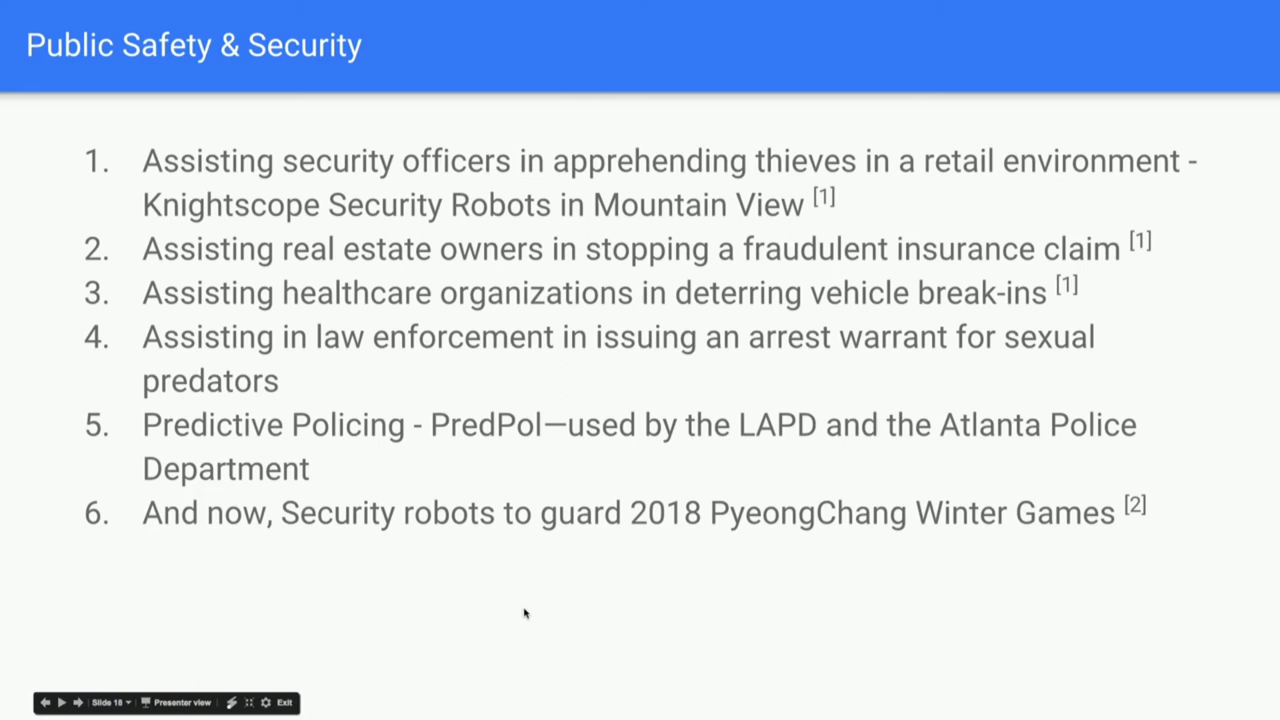 Public Safety & Security
1. Assisting security officers in apprehending thieves in a retail environment -
Knightscope Security Robots in Mountain View [1]
2. Assisting real estate owners in stopping a fraudulent insurance claim [1]
3. Assisting healthcare organizations in deterring vehicle break-ins [1]
4. Assisting in law enforcement in issuing an arrest warrant for sexual
predators
5. Predictive Policing - PredPol—used by the LAPD and the Atlanta Police
Department
6. And now, Security robots to guard 2018 PyeongChang Winter Games [2]
Slide 18 Presenter view Exit